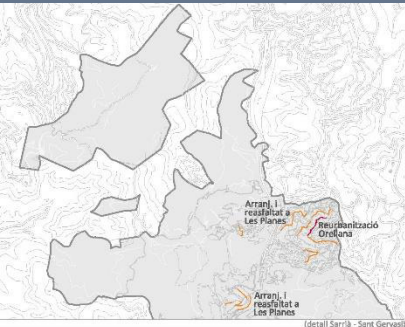 Arranj. i
reasfaltat a
Les Planes
Reurbanització
Orellana
Arranj. i
reasfaltat a
Les Planes
(detall Sarrià - Sant Gervasi)